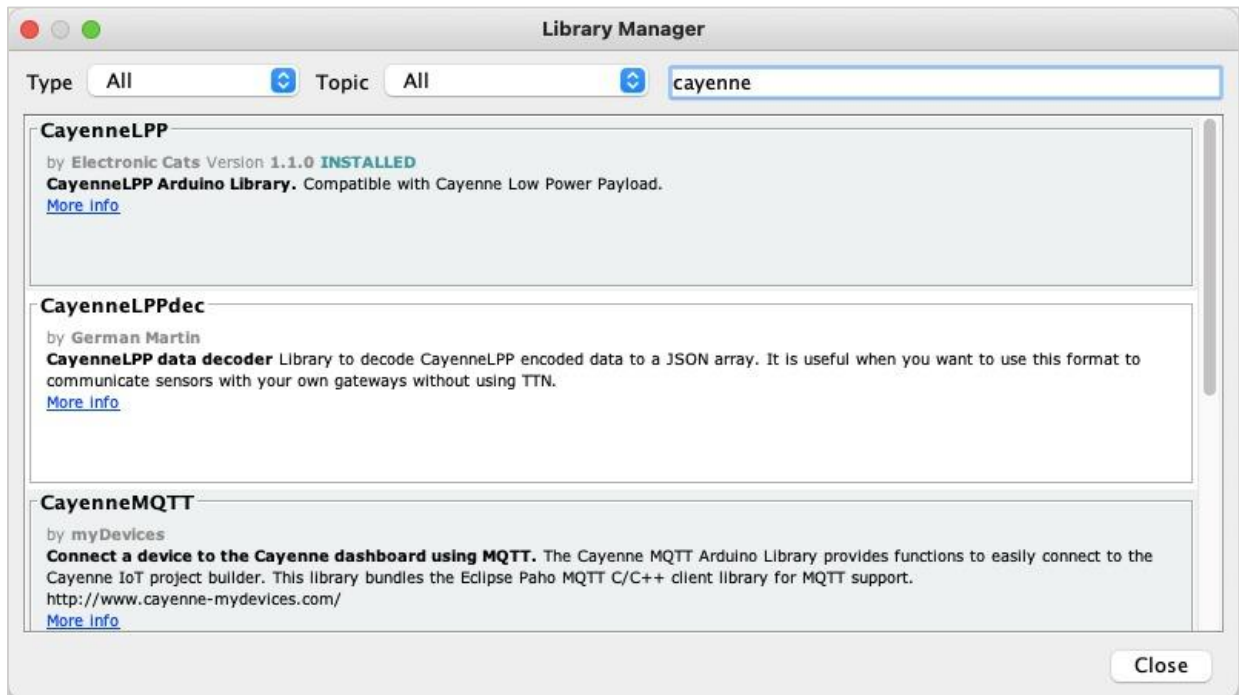 Library Manager
Type All Topic All cayenne
CayenneLPP
by Electronic Cats Version 1.1.0 INSTALLED
CayenneLPP Arduino Library. Compatible with Cayenne Low Power Payload.
More info
CayenneLPPdec
by German Martin
CayenneLPP data decoder Library to decode CayenneLPP encoded data to a JSON array. It is useful when you want to use this format to
communicate sensors with your own gateways without using TTN.
More info
CayenneMQTT
by myDevices
Connect a device to the Cayenne dashboard using MQTT. The Cayenne MQTT Arduino Library provides functions to easily connect to the
Cayenne IoT project builder. This library bundles the Eclipse Paho MQTT C/C++ client library for MQTT support.
http://www.cayenne-mydevices.com/
More info
Close